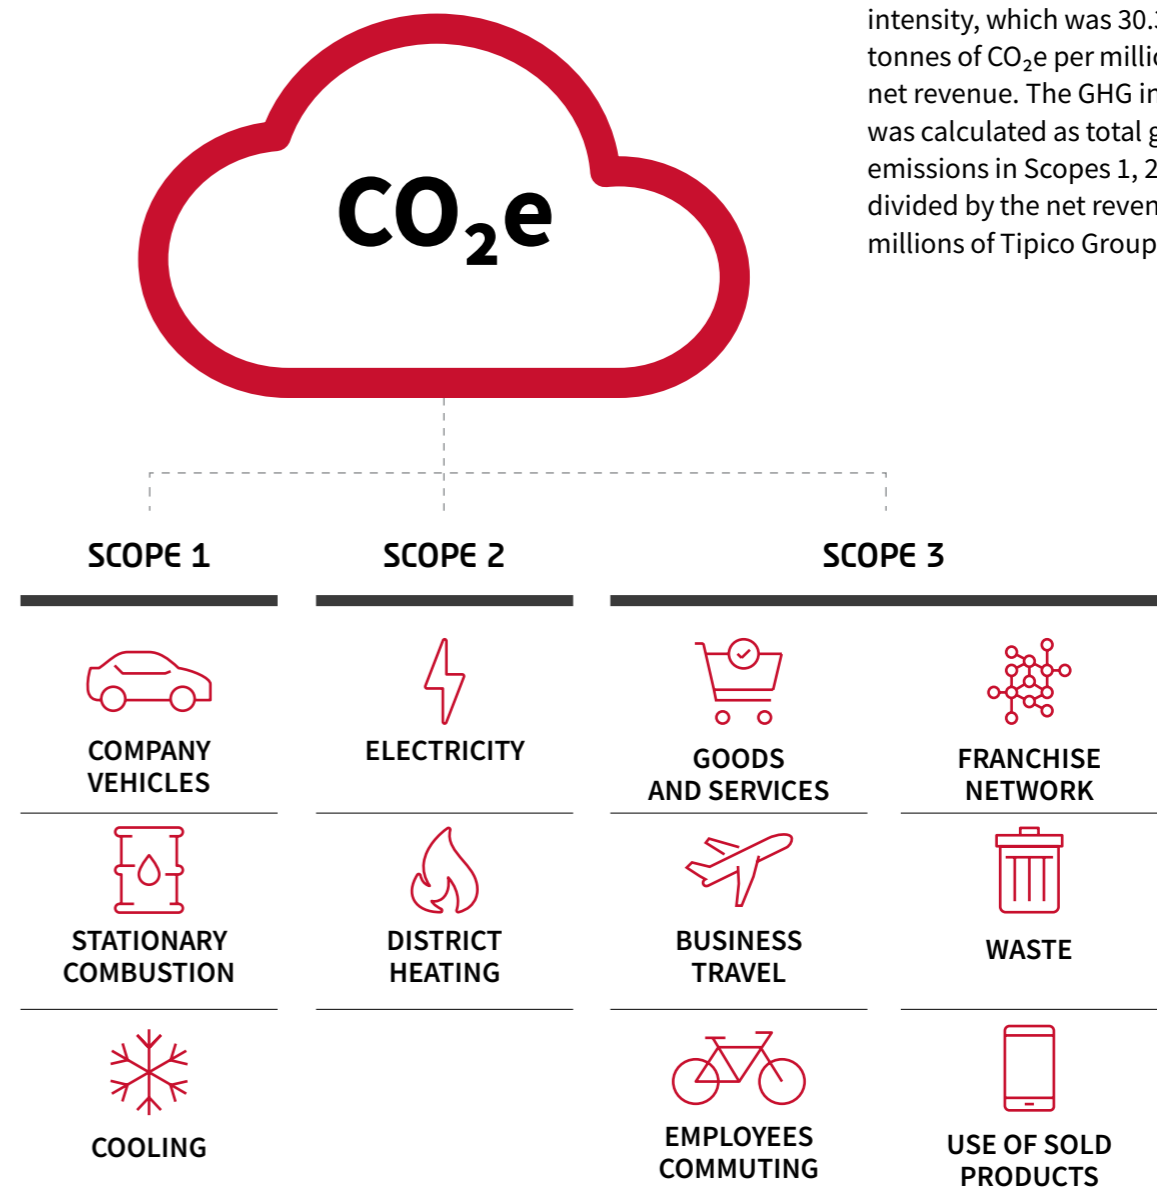 intensity, which was 30.3
tonnes of CO₂e per millio
net revenue. The GHG in
was calculated as total g
emissions in Scopes 1, 2
divided by the net reven
millions of Tipico Group
CO₂e
SCOPE 1
SCOPE 2
SCOPE 3
COMPANY
VEHICLES
ELECTRICITY
GOODS
AND SERVICES
FRANCHISE
NETWORK
STATIONARY
COMBUSTION
DISTRICT
HEATING
BUSINESS
TRAVEL
WASTE
COOLING
EMPLOYEES
COMMUTING
USE OF SOLD
PRODUCTS